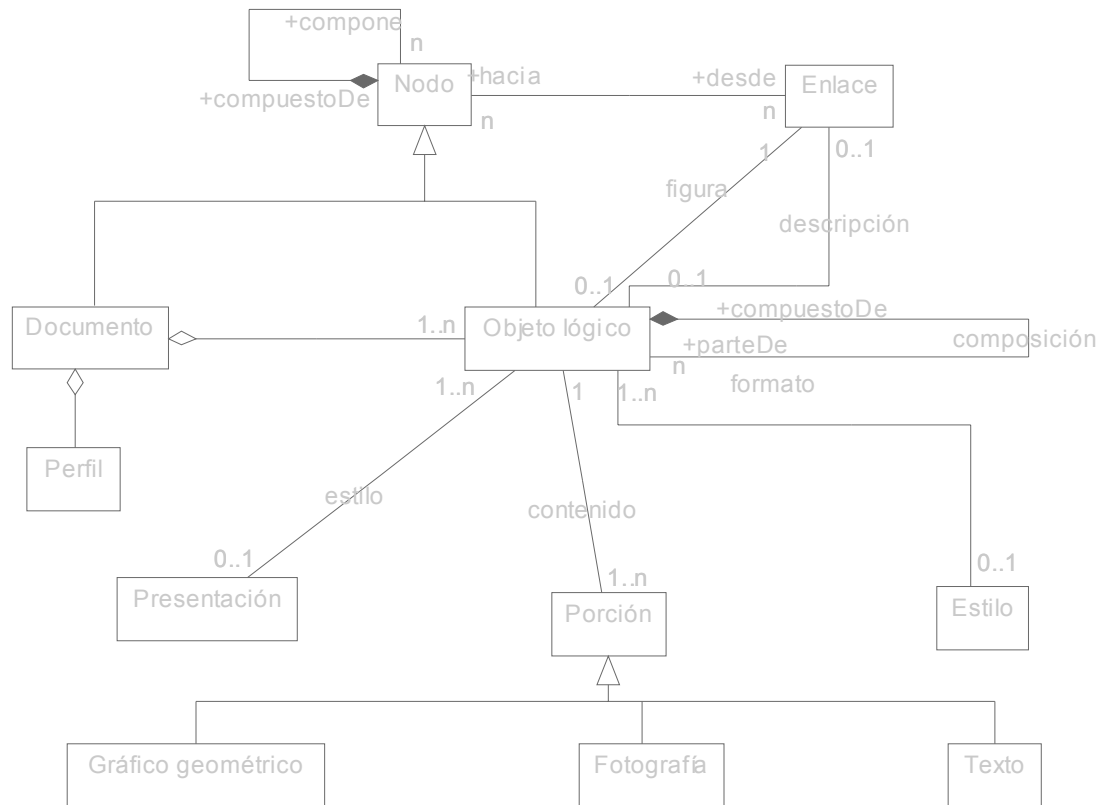 +compone
n
Nodo
+compuestoDe
+hacia
n
+desde
n
Enlace
1
0..1
figura
descripción
0..1
0..1
Documento
1..n
Objeto lógico
+compuestoDe
+parteDe
n
composición
1..n
1
1..n
formato
Perfil
estilo
contenido
0..1
1..n
0..1
Presentación
Porción
Estilo
Gráfico geométrico
Fotografía
Texto